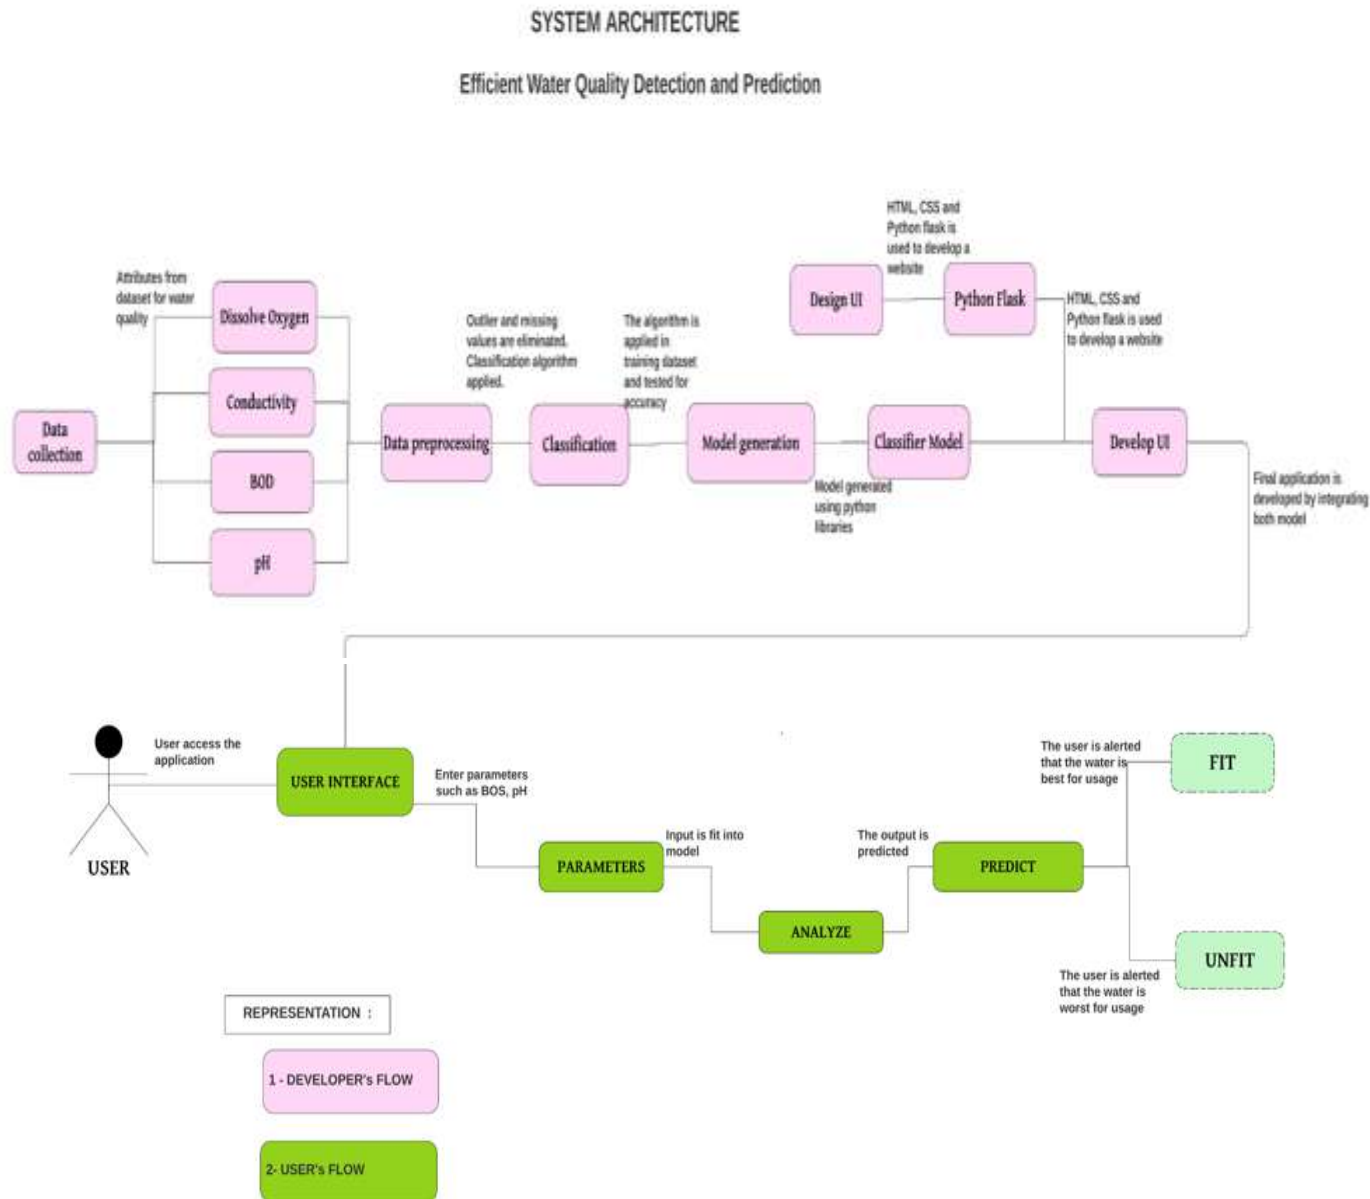 SYSTEM ARCHITECTURE
Efficient Water Quality Detection and Prediction
HTML, CSS and
Python flask is
used to develop a
website
Attributes from
dataset for water
quality
Dissolve Oxygen
Design UI
Python Flask
HTML, CSS and
Python flask is used
to develop a website
Outlier and missing
values are eliminated.
Classification algorithm
applied.
The algorithm is
applied in
training dataset
and tested for
accuracy
Conductivity
Data
collection
Data preprocessing
Classification
Model generation
Classifier Model
Develop UI
BOD
Model generated
using python
libraries
Final application is
developed by integrating
both model
pH
User access the
application
USER INTERFACE
Enter parameters
such as BOS, pH
USER
PARAMETERS
Input is fit into
model
ANALYZE
The output is
predicted
PREDICT
The user is alerted
that the water is
best for usage
FIT
UNFIT
The user is alerted
that the water is
worst for usage
REPRESENTATION :
1 - DEVELOPER's FLOW
2- USER's FLOW